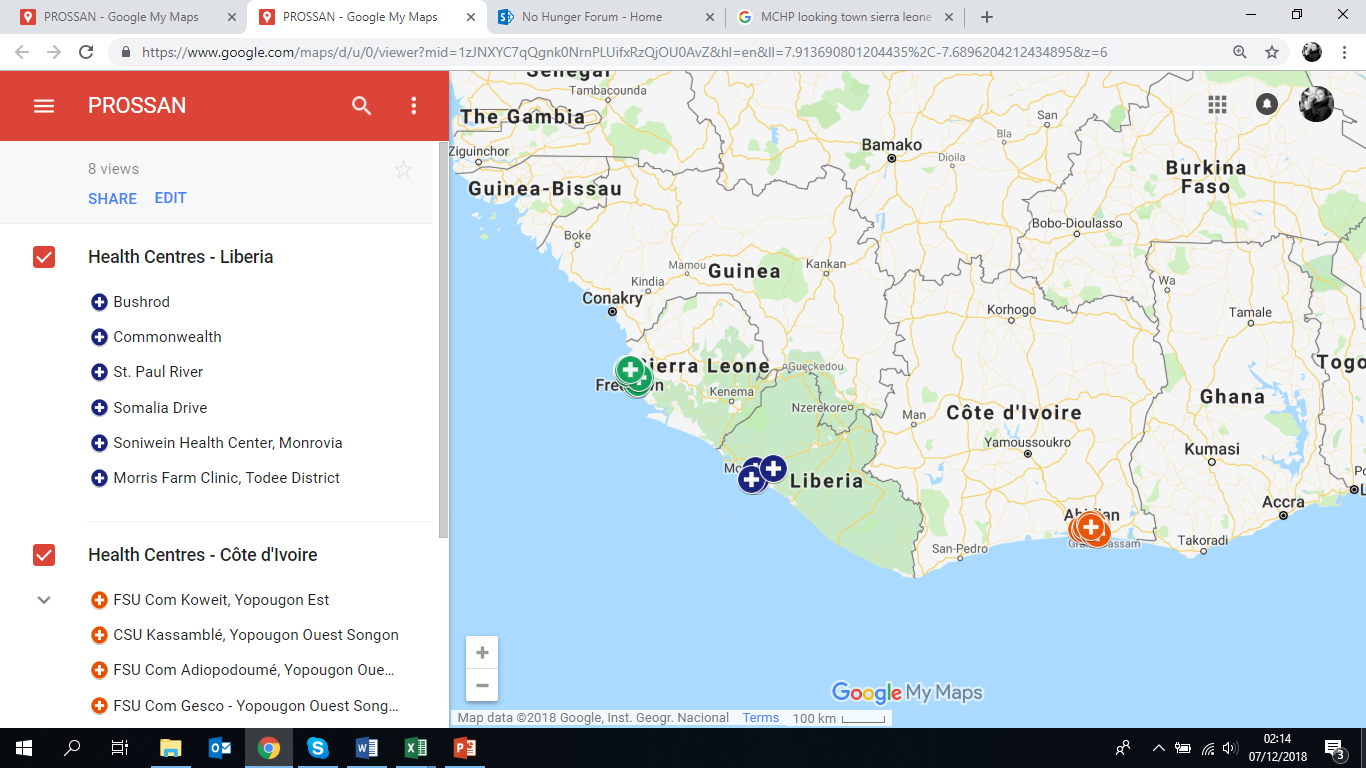 PROSSAN - Google My Maps
PROSSAN - Google My Maps
No Hunger Forum - Home
MCHP looking town sierra leone
https://www.google.com/maps/d/u/0/viewer?mid=1zJNXYC7qQgnk0NrnPLUifxRzQjOU0AvZ&hl=en&ll=7.913690801204435%2C-7.68962042124348​95&z=6
PROSSAN
8 views
SHARE EDIT
Health Centres - Liberia
Bushrod
Commonwealth
St. Paul River
Somalia Drive
Soniwein Health Center, Monrovia
Morris Farm Clinic, Todee District
Health Centres - Côte d'Ivoire
FSU Com Koweit, Yopougon Est
CSU Kassamblé, Yopougon Ouest Songon
FSU Com Adiopodoumé, Yopougon Oue...
FSU Com Gesco - Yopougon Ouest Song...
Senegal
Tambacounda
The Gambia
Ziguinchor
Guinea-Bissau
Bamako
Dioila
Bla
San
Burkina
Faso
Bobo-Dioulasso
Boke
Mamou
Guinea
Kankan
Kindia
Conakry
Korhogo
Wa
Tamale
Sierra Leone
Gueckedou
Togo
Kenema
Nzerekore
Man
Côte d'Ivoire
Ghana
Yamoussoukro
Kumasi
Liberia
Accra
Abidjan
San-Pedro
Takoradi
Google My Maps
Map data ©2018 Google, Inst. Geogr. Nacional Terms 100 km
02:14
07/12/2018
3